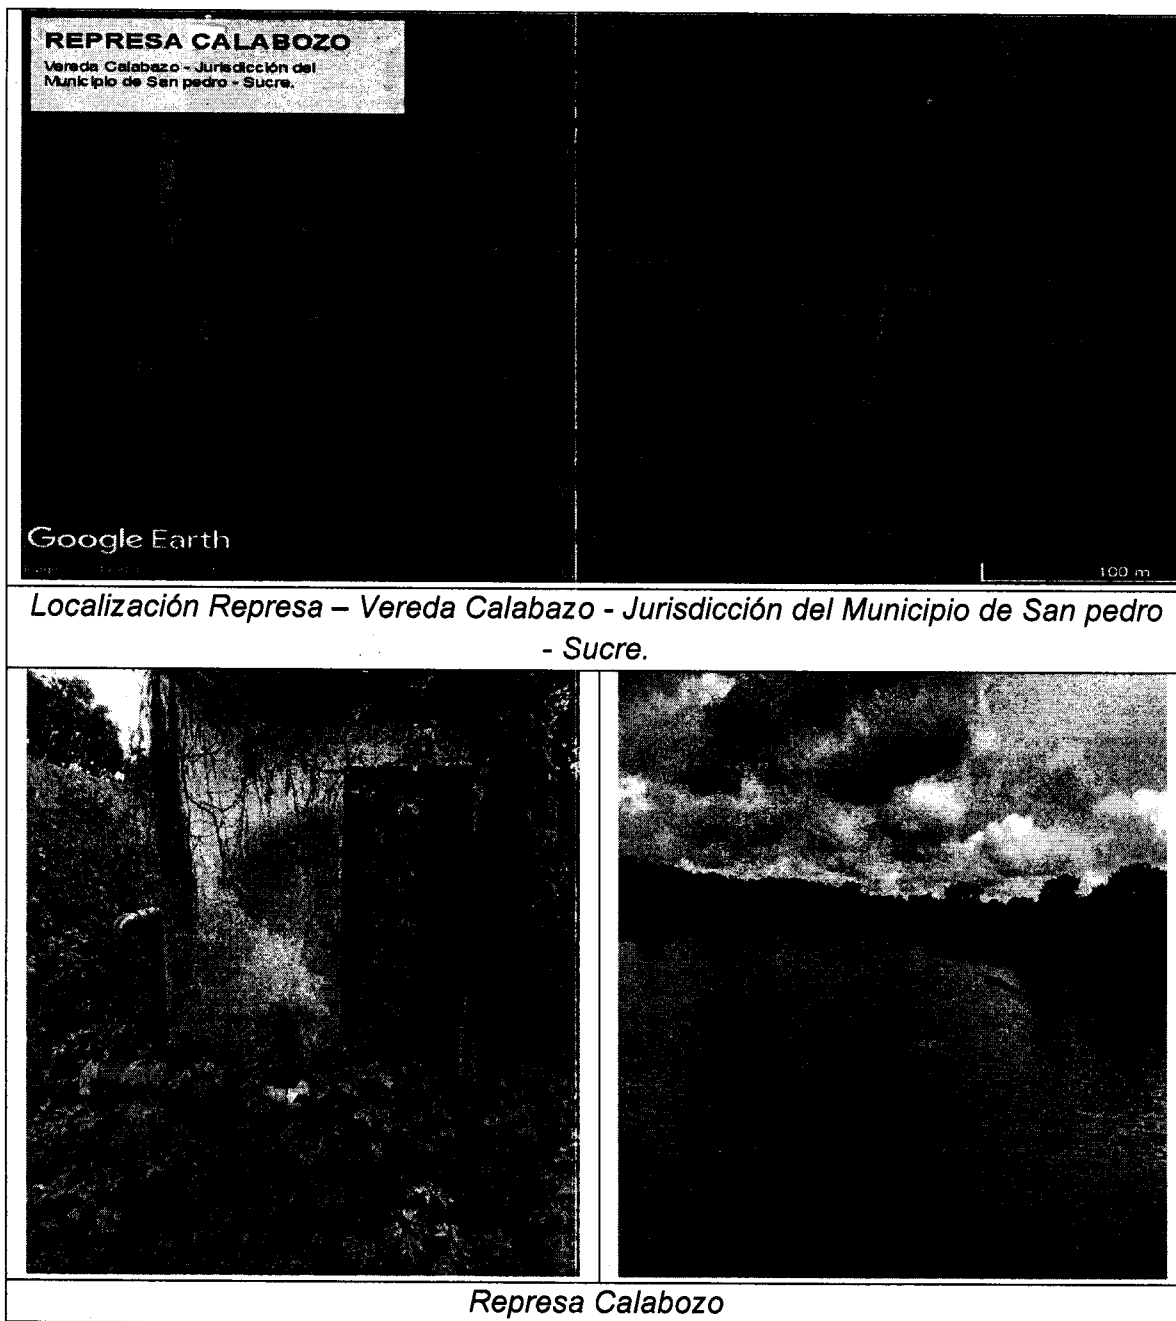 REPRESA CALABOZO
Vereda Calabazo - Jurisdicción del
Municipio de San pedro - Sucre.
Google Earth
100 m
Localización Represa – Vereda Calabazo - Jurisdicción del Municipio de San pedro
- Sucre.
Represa Calabozo